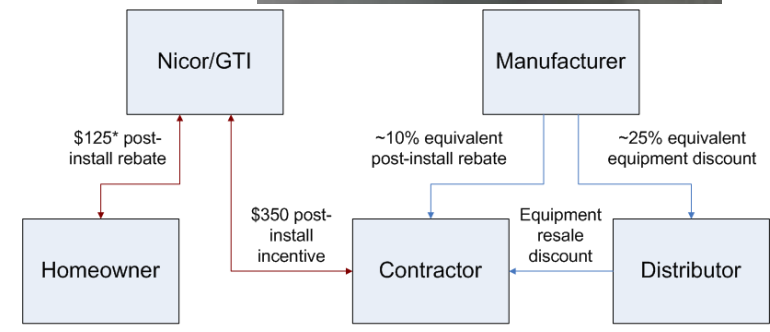 Nicor/GTI
Manufacturer
$125* post-
install rebate
~10% equivalent
post-install rebate
~25% equivalent
equipment discount
$350 post-
install
incentive
Equipment
resale
discount
Homeowner
Contractor
Distributor